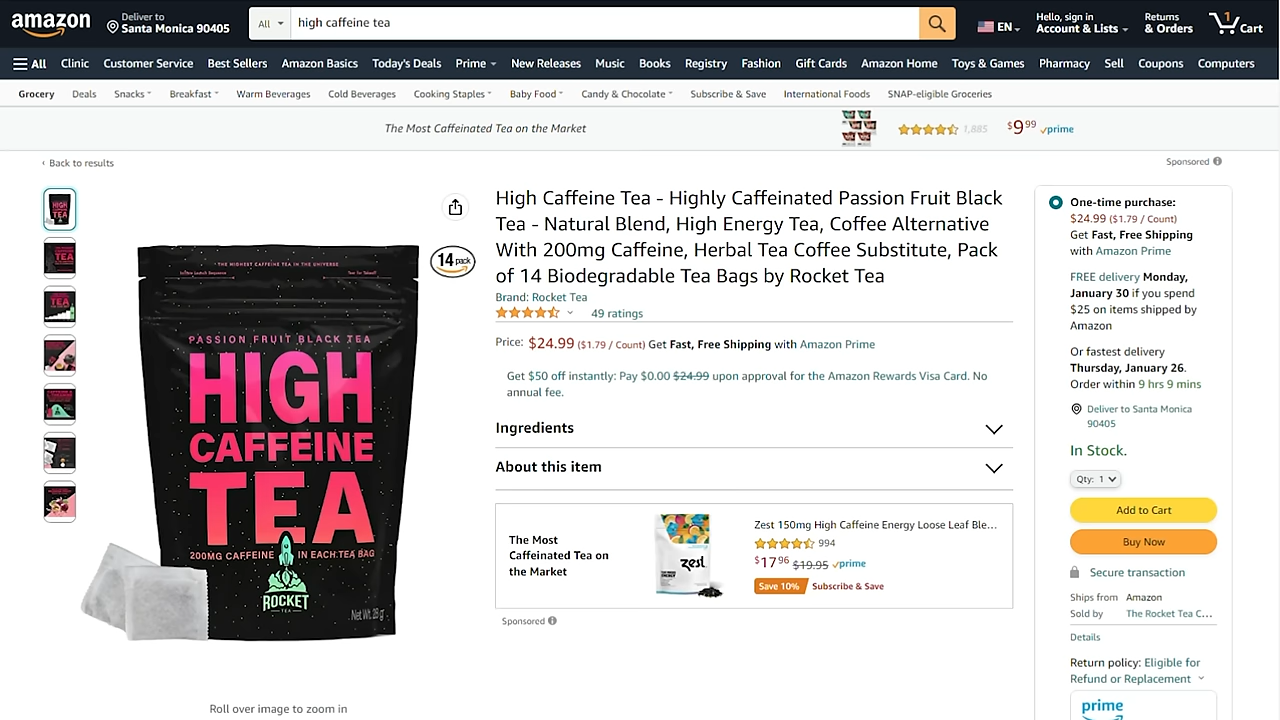 amazon
Deliver to
Santa Monica 90405
All
high caffeine tea
EN
Hello, sign in
Account & Lists
Returns
& Orders
1
Cart
All
Clinic
Customer Service
Best Sellers
Amazon Basics
Today's Deals
Prime
New Releases
Music
Books
Registry
Fashion
Gift Cards
Amazon Home
Toys & Games
Pharmacy
Sell
Coupons
Computers
Grocery
Deals
Snacks
Breakfast
Warm Beverages
Cold Beverages
Cooking Staples
Baby Food
Candy & Chocolate
Subscribe & Save
International Foods
SNAP-eligible Groceries
The Most Caffeinated Tea on the Market
1,885
$9.99 prime
‹ Back to results
Sponsored
14 pack
THE HIGHEST CAFFEINE TEA IN THE UNIVERSE
PASSION FRUIT BLACK TEA
HIGH
CAFFEINE
TEA
200MG CAFFEINE IN EACH TEA BAG
ROCKET
TEA
Net Wt. 28 g
Roll over image to zoom in
High Caffeine Tea - Highly Caffeinated Passion Fruit Black
Tea - Natural Blend, High Energy Tea, Coffee Alternative
With 200mg Caffeine, Herbal Tea Coffee Substitute, Pack
of 14 Biodegradable Tea Bags by Rocket Tea
Brand: Rocket Tea
49 ratings
Price: $24.99 ($1.79 / Count) Get Fast, Free Shipping with Amazon Prime
Get $50 off instantly: Pay $0.00 $24.99 upon approval for the Amazon Rewards Visa Card. No
annual fee.
Ingredients
About this item
The Most
Caffeinated Tea on
the Market
zest
Zest 150mg High Caffeine Energy Loose Leaf Ble...
994
$17.96 $19.95 prime
Save 10% Subscribe & Save
Sponsored
One-time purchase:
$24.99 ($1.79 / Count)
Get Fast, Free Shipping
with Amazon Prime
FREE delivery Monday,
January 30 if you spend
$25 on items shipped by
Amazon
Or fastest delivery
Thursday, January 26.
Order within 9 hrs 9 mins
Deliver to Santa Monica
90405
In Stock.
Qty: 1
Add to Cart
Buy Now
Secure transaction
Ships from Amazon
Sold by The Rocket Tea C...
Details
Return policy: Eligible for
Refund or Replacement
prime